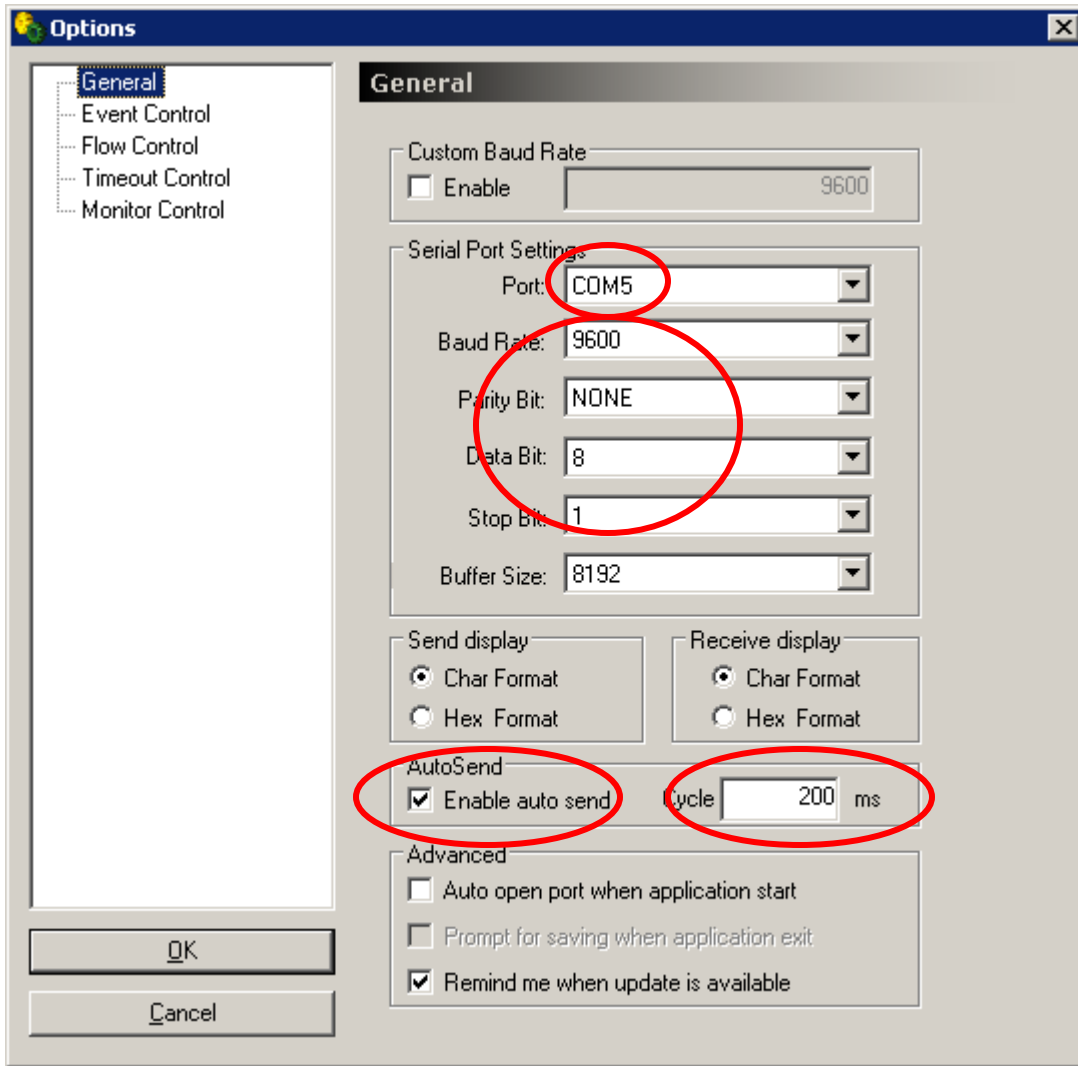 Options
General
Event Control
Flow Control
Timeout Control
Monitor Control
OK
Cancel
General
Custom Baud Rate
Enable 9600
Serial Port Settings
Port: COM5
Baud Rate: 9600
Parity Bit: NONE
Data Bit: 8
Stop Bit: 1
Buffer Size: 8192
Send display
Char Format
Hex Format
Receive display
Char Format
Hex Format
AutoSend
Enable auto send Cycle 200 ms
Advanced
Auto open port when application start
Prompt for saving when application exit
Remind me when update is available